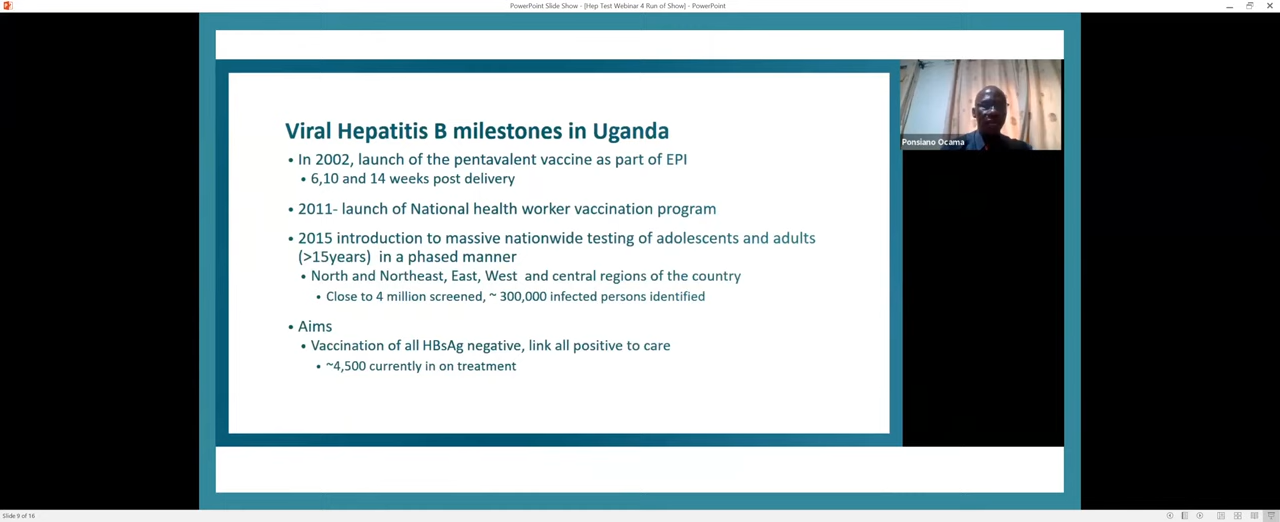 PowerPoint Slide Show - [Hep Test Webinar 4 Run of Show] - PowerPoint
Viral Hepatitis B milestones in Uganda
• In 2002, launch of the pentavalent vaccine as part of EPI
• 6,10 and 14 weeks post delivery
• 2011- launch of National health worker vaccination program
• 2015 introduction to massive nationwide testing of adolescents and adults
(>15years) in a phased manner
• North and Northeast, East, West and central regions of the country
• Close to 4 million screened, ~ 300,000 infected persons identified
• Aims
• Vaccination of all HBsAg negative, link all positive to care
• ~4,500 currently in on treatment
Ponsiano Ocama
Slide 9 of 16